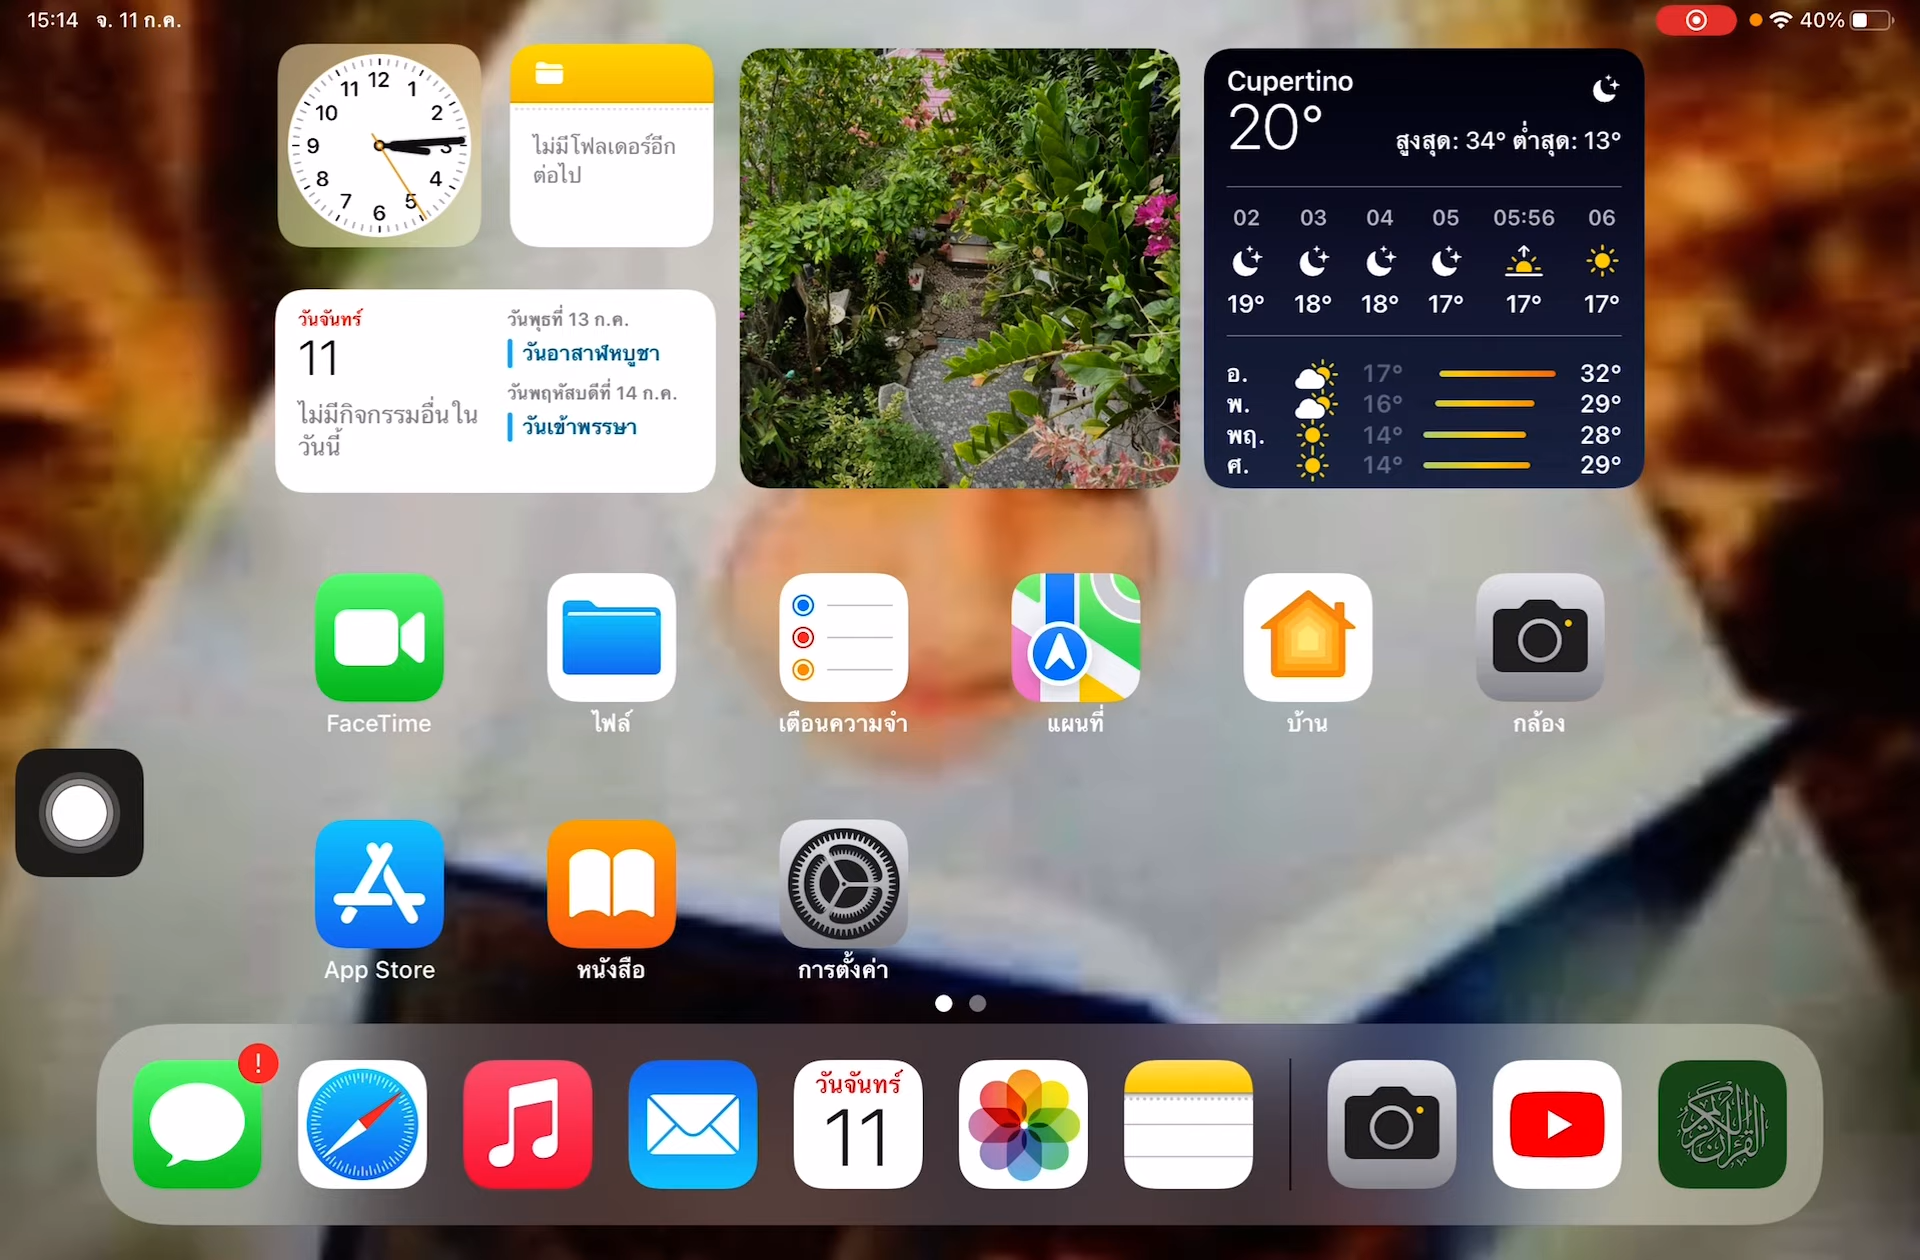 15:14 จ. 11 ก.ค.
40%
12
1
2
3
4
5
6
7
8
9
10
11
ไม่มีโฟลเดอร์อีก
ต่อไป
Cupertino
20°
สูงสุด: 34° ต่ำสุด: 13°
02 03 04 05 05:56 06
19° 18° 18° 17° 17° 17°
อ. 17° 32°
พ. 16° 29°
พฤ. 14° 28°
ศ. 14° 29°
วันจันทร์
11
ไม่มีกิจกรรมอื่นใน
วันนี้
วันพุธที่ 13 ก.ค.
วันอาสาฬหบูชา
วันพฤหัสบดีที่ 14 ก.ค.
วันเข้าพรรษา
FaceTime ไฟล์ เตือนความจำ แผนที่ บ้าน กล้อง
App Store หนังสือ การตั้งค่า
!
วันจันทร์
11
القرآن الكريم